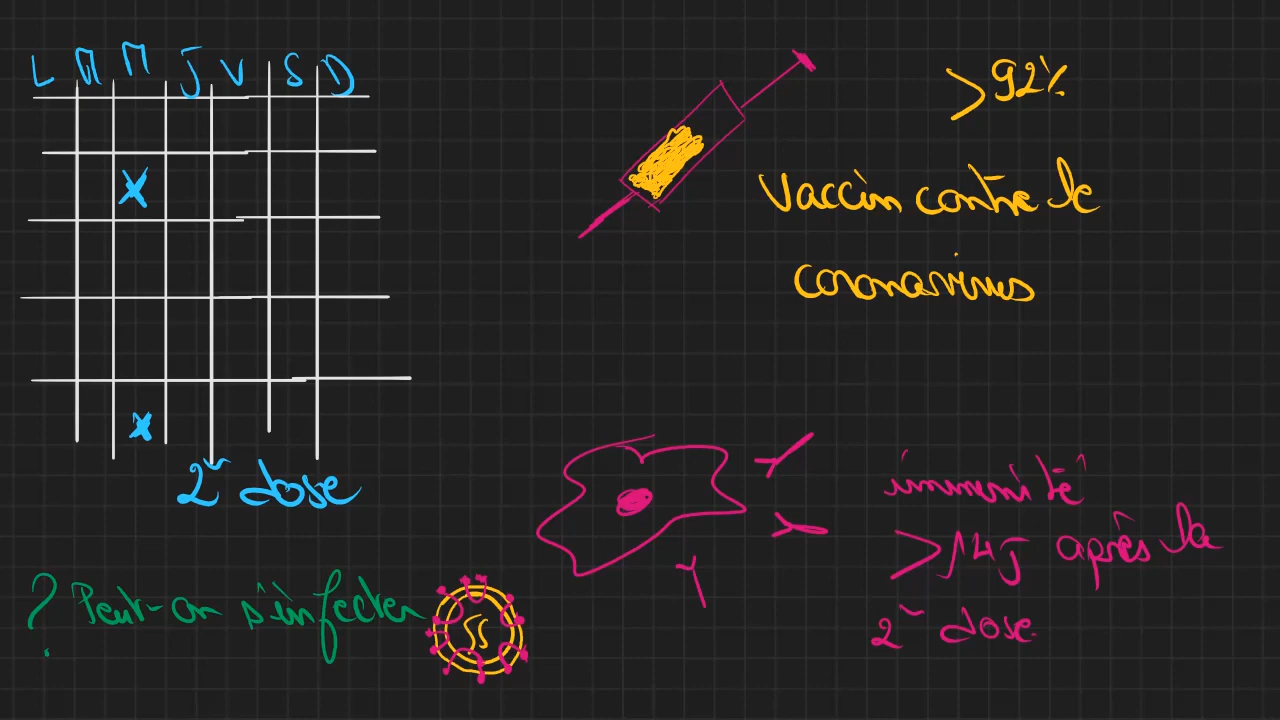 L M M J V S D
x
x
2e dose
>92%
Vaccin contre le
coronavirus
immunité
>14J après la
2e dose.
? Peut-on s'infecter